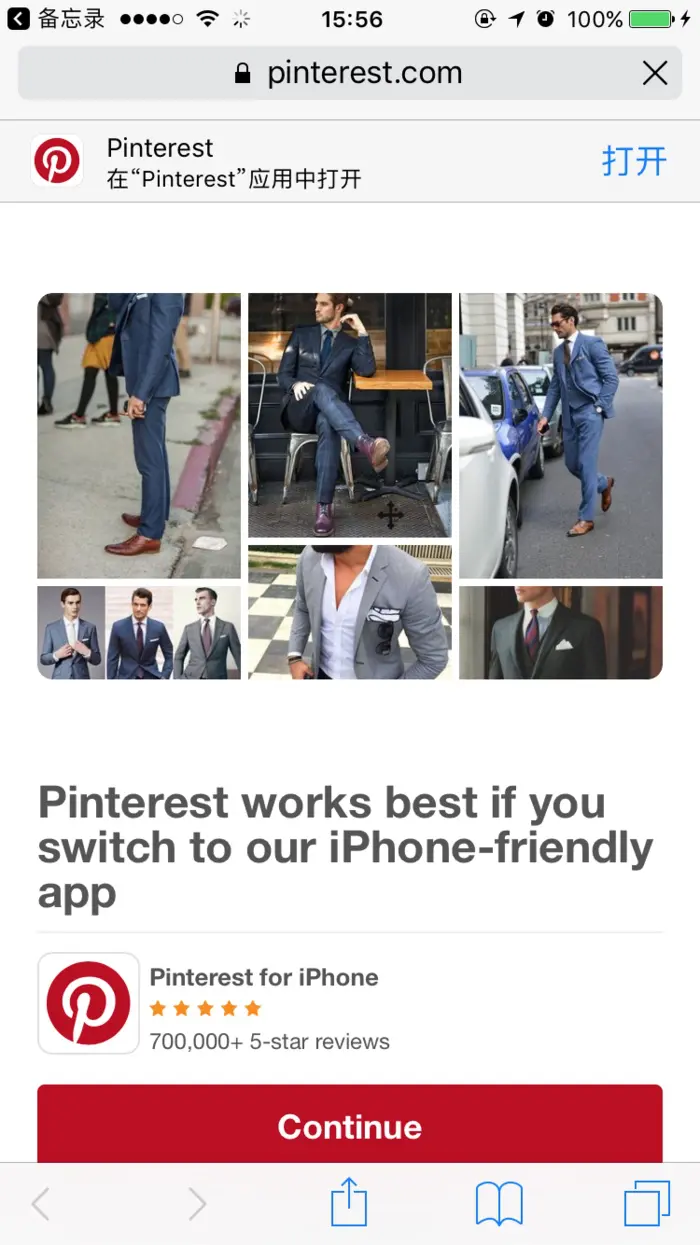 备忘录
15:56
100%
pinterest.com
Pinterest
在“Pinterest”应用中打开
打开
Pinterest works best if you
switch to our iPhone-friendly
app
Pinterest for iPhone
700,000+ 5-star reviews
Continue